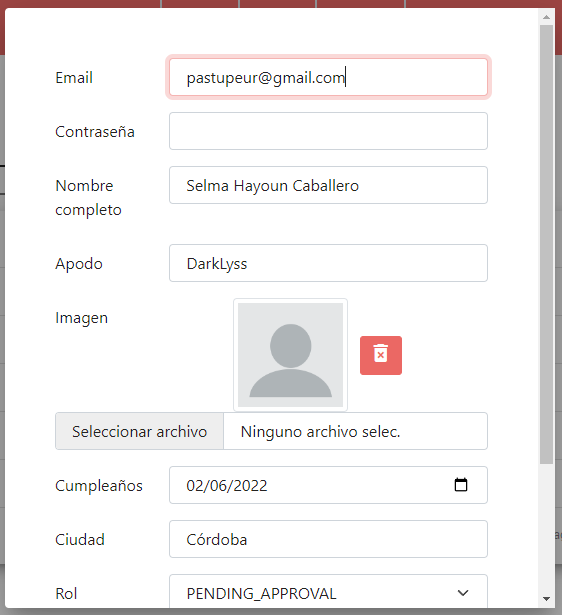 Email
pastupeur@gmail.com
Contraseña
Nombre
completo
Selma Hayoun Caballero
Apodo
DarkLyss
Imagen
Seleccionar archivo
Ninguno archivo selec.
Cumpleaños
02/06/2022
Ciudad
Córdoba
Rol
PENDING_APPROVAL